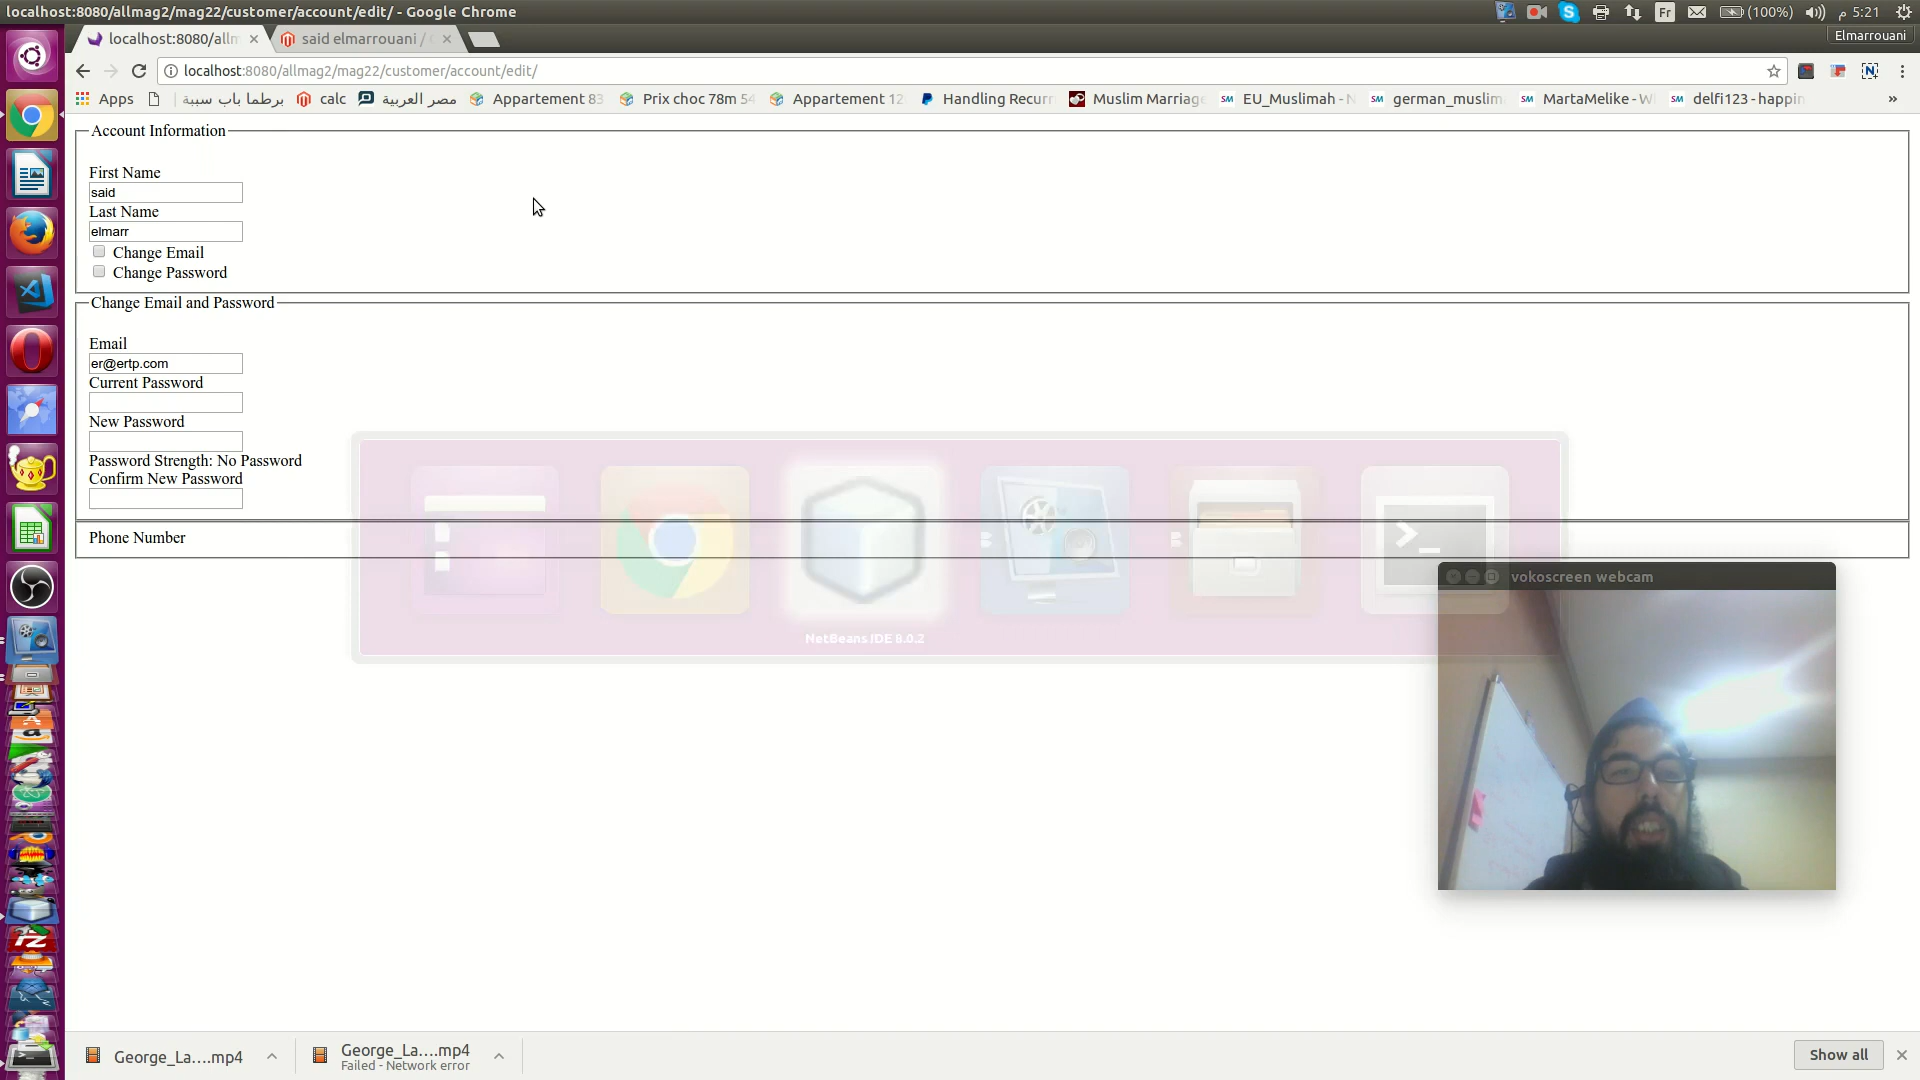 localhost:8080/allmag2/mag22/customer/account/edit/ - Google Chrome
Fr
(100%)
5:21 م
Elmarrouani
localhost:8080/allm
said elmarrouani /
localhost:8080/allmag2/mag22/customer/account/edit/
Apps
برطما باب سببة
calc
مصر العربية
Appartement 83
Prix choc 78m 54
Appartement 12
Handling Recurr
Muslim Marriage
EU_Muslimah - N
german_muslim
MartaMelike - W
delfi123 - happin
»
Account Information
First Name
said
Last Name
elmarr
Change Email
Change Password
Change Email and Password
Email
er@ertp.com
Current Password
New Password
Password Strength: No Password
Confirm New Password
Phone Number
NetBeans IDE 8.0.2
vokoscreen webcam
George_La....mp4
George_La....mp4
Failed - Network error
Show all